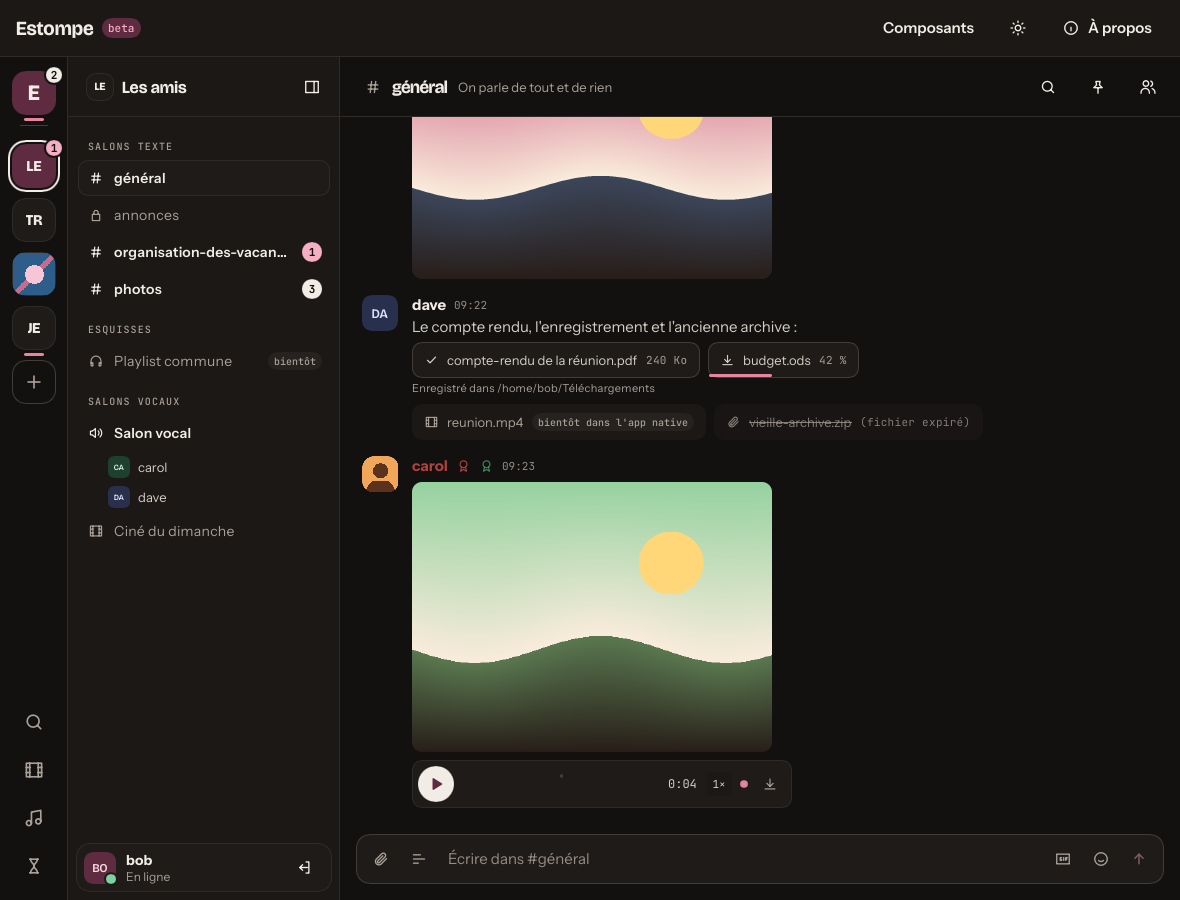 Estompe beta
Composants
À propos
E 2
LE 1
TR
JE
LE Les amis
SALONS TEXTE
# général
annonces
# organisation-des-vacan... 1
# photos 3
ESQUISSES
Playlist commune bientôt
SALONS VOCAUX
Salon vocal
CA carol
DA dave
Ciné du dimanche
BO bob
En ligne
# général On parle de tout et de rien
DA dave 09:22
Le compte rendu, l'enregistrement et l'ancienne archive :
compte-rendu de la réunion.pdf 240 Ko
budget.ods 42 %
Enregistré dans /home/bob/Téléchargements
reunion.mp4 bientôt dans l'app native
vieille-archive.zip (fichier expiré)
carol 09:23
0:04 1×
Écrire dans #général
GIF